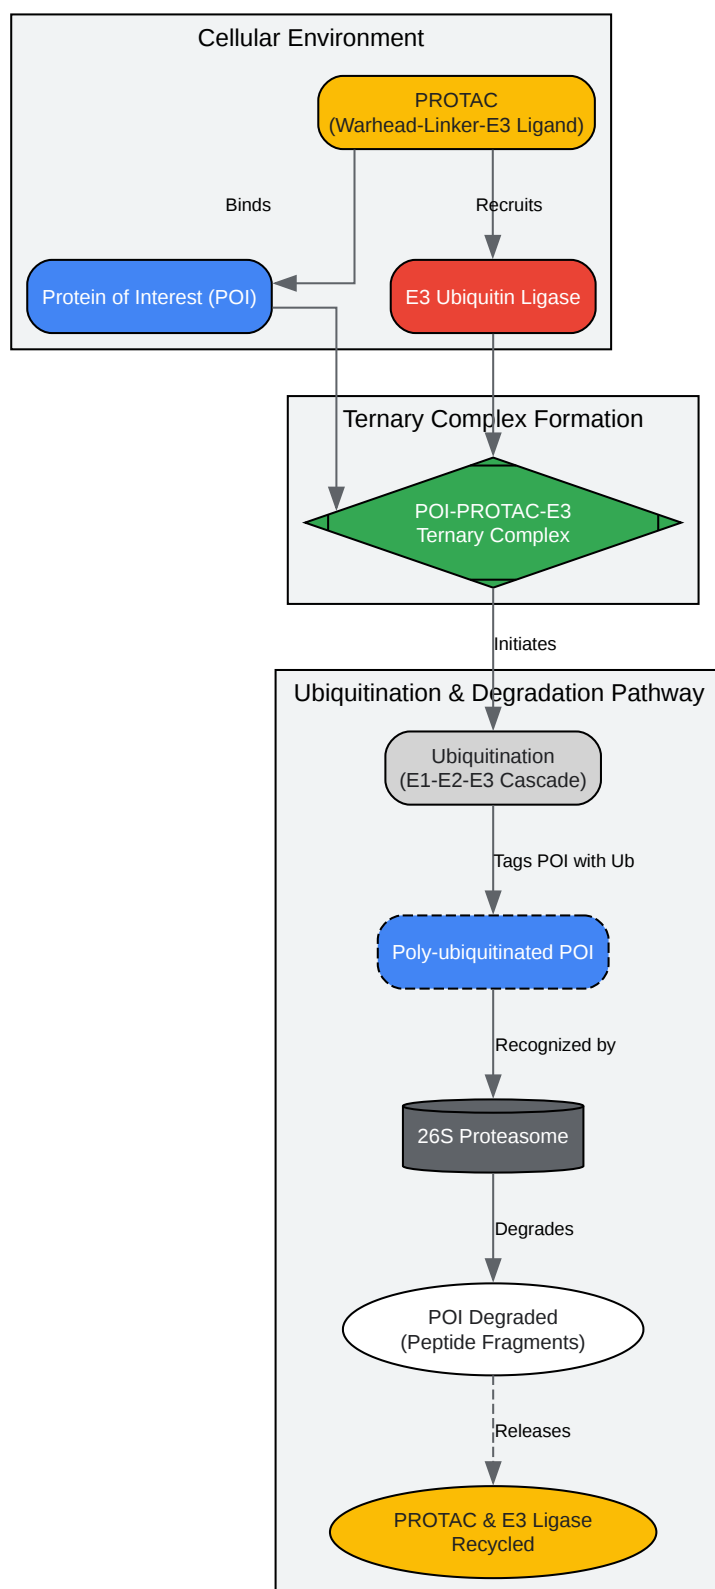 Cellular Environment
PROTAC
(Warhead-Linker-E3 Ligand)
Binds
Recruits
Protein of Interest (POI)
E3 Ubiquitin Ligase
Ternary Complex Formation
POI-PROTAC-E3
Ternary Complex
Initiates
Ubiquitination & Degradation Pathway
Ubiquitination
(E1-E2-E3 Cascade)
Tags POI with Ub
Poly-ubiquitinated POI
Recognized by
26S Proteasome
Degrades
POI Degraded
(Peptide Fragments)
Releases
PROTAC & E3 Ligase
Recycled